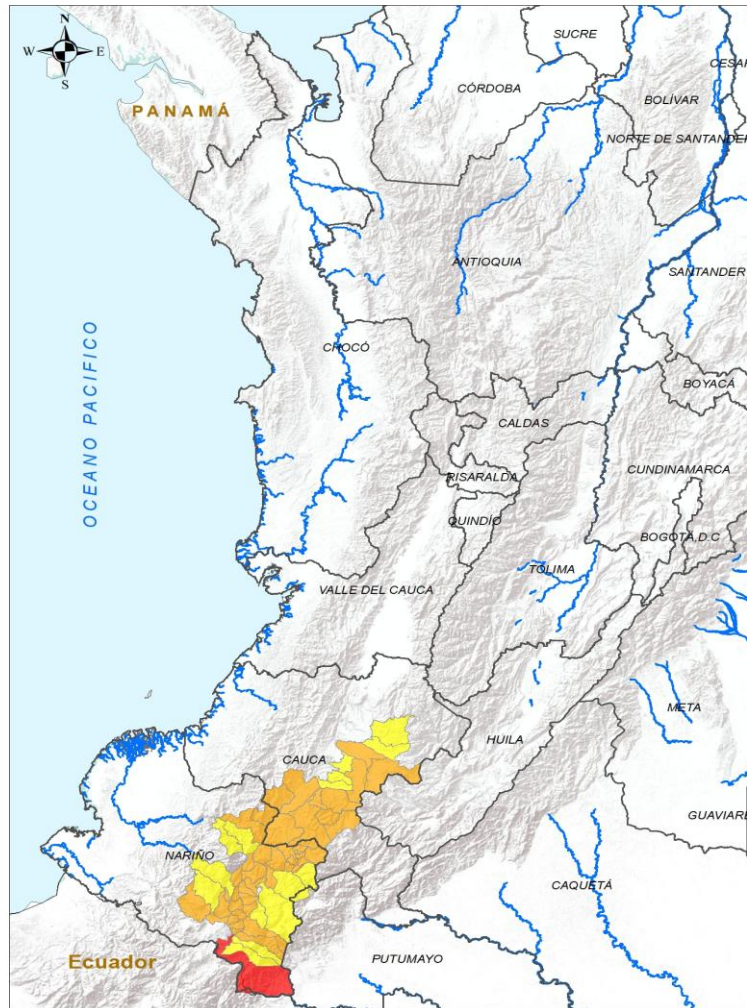 N
W E
S
PANAMÁ
SUCRE
CÓRDOBA
CESAR
BOLÍVAR
NORTE DE SANTANDER
ANTIOQUIA
SANTANDER
OCEANO PACIFICO
CHOCÓ
BOYACÁ
CALDAS
CUNDINAMARCA
RISARALDA
QUINDÍO
BOGOTÁ,D.C
TOLIMA
VALLE DEL CAUCA
META
HUILA
CAUCA
GUAVIARE
NARIÑO
CAQUETÁ
Ecuador
PUTUMAYO